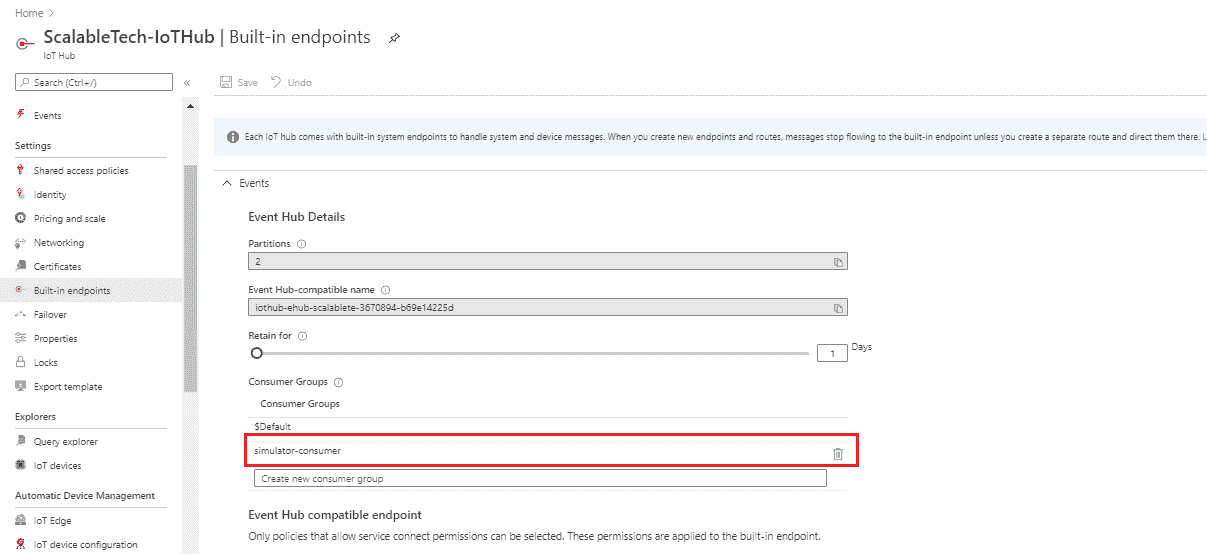 Home >
ScalableTech-IoTHub | Built-in endpoints
IoT Hub
Search (Ctrl+/)
«
Save
Undo
Events
Settings
Shared access policies
Identity
Pricing and scale
Networking
Certificates
Built-in endpoints
Failover
Properties
Locks
Export template
Explorers
Query explorer
IoT devices
Automatic Device Management
IoT Edge
IoT device configuration
Each IoT hub comes with built-in system endpoints to handle system and device messages. When you create new endpoints and routes, messages stop flowing to the built-in endpoint unless you create a separate route and direct them there. L
Events
Event Hub Details
Partitions
2
Event Hub-compatible name
iothub-ehub-scalablete-3670894-b69e14225d
Retain for
1 Days
Consumer Groups
Consumer Groups
$Default
simulator-consumer
Create new consumer group
Event Hub compatible endpoint
Only policies that allow service connect permissions can be selected. These permissions are applied to the built-in endpoint.